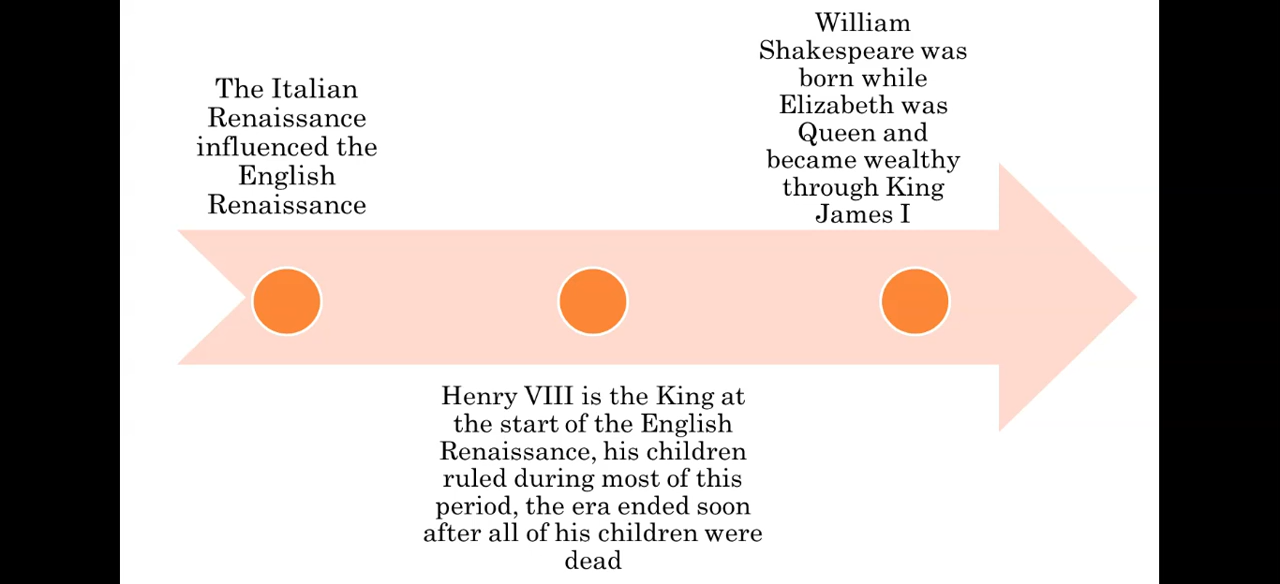 The Italian
Renaissance
influenced the
English
Renaissance
Henry VIII is the King at
the start of the English
Renaissance, his children
ruled during most of this
period, the era ended soon
after all of his children were
dead
William
Shakespeare was
born while
Elizabeth was
Queen and
became wealthy
through King
James I